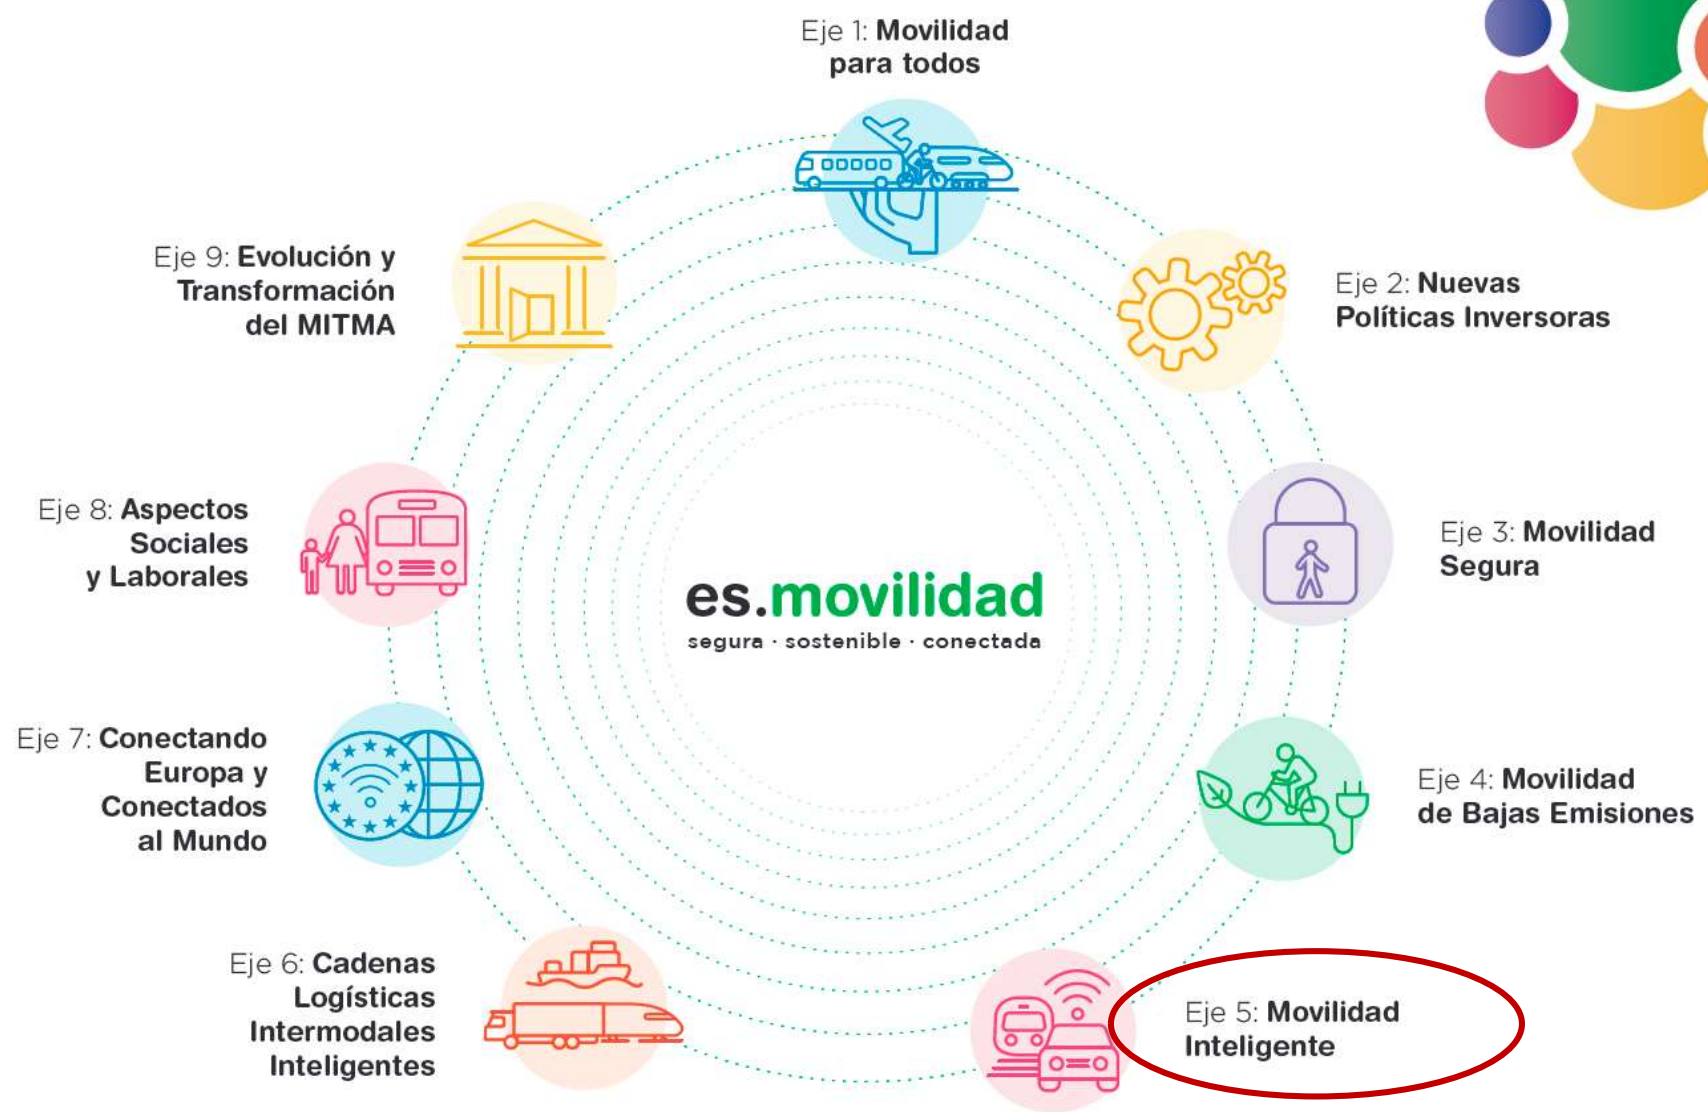 Eje 1: Movilidad
para todos
Eje 2: Nuevas
Políticas Inversoras
Eje 3: Movilidad
Segura
Eje 4: Movilidad
de Bajas Emisiones
Eje 5: Movilidad
Inteligente
Eje 6: Cadenas
Logísticas
Intermodales
Inteligentes
Eje 7: Conectando
Europa y
Conectados
al Mundo
Eje 8: Aspectos
Sociales
y Laborales
Eje 9: Evolución y
Transformación
del MITMA
es.movilidad
segura · sostenible · conectada